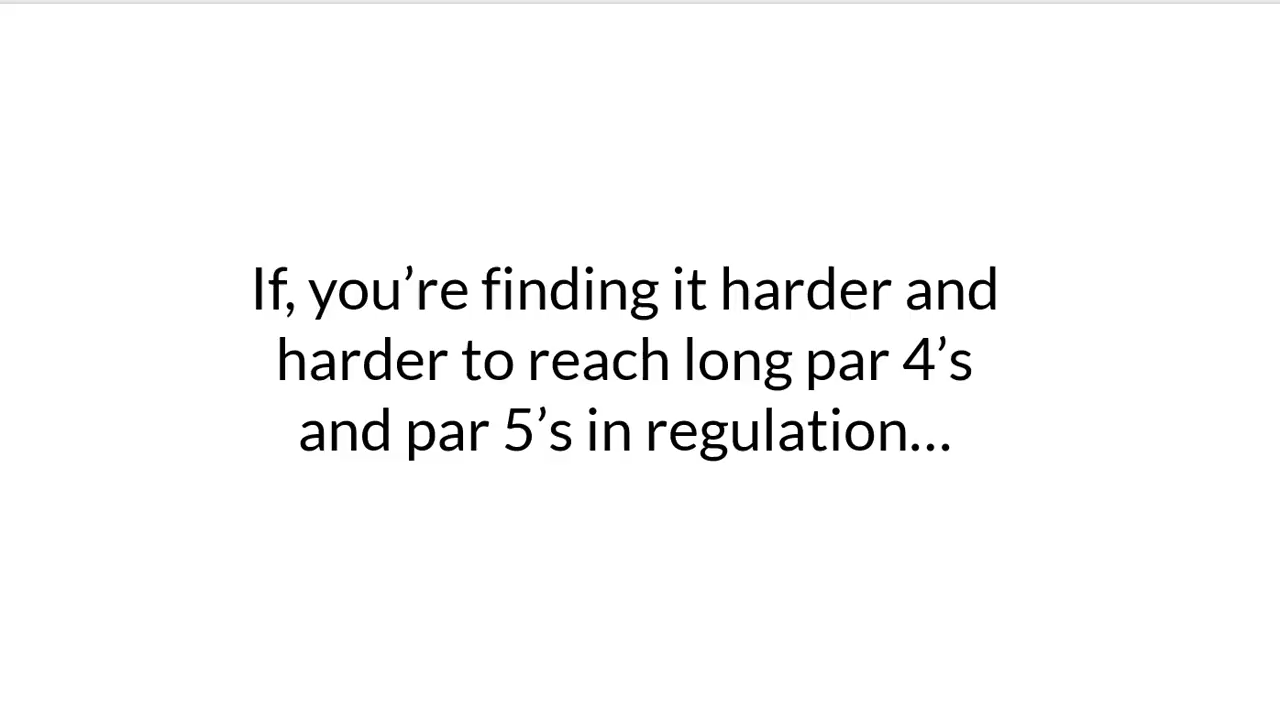 If, you’re finding it harder and
harder to reach long par 4’s
and par 5’s in regulation…